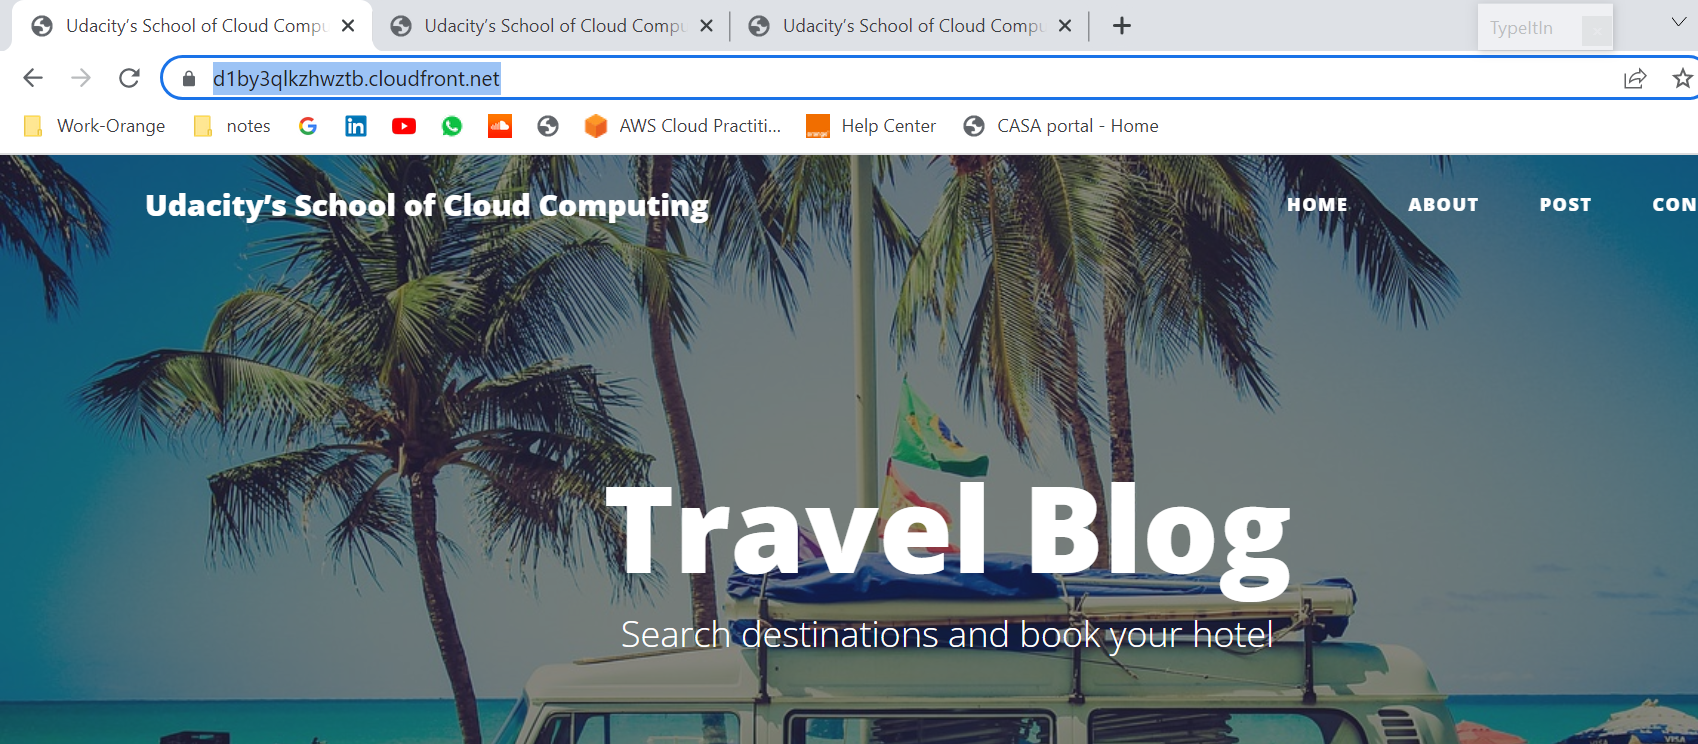 Udacity’s School of Cloud Compu
Udacity’s School of Cloud Compu
Udacity’s School of Cloud Compu
TypeItIn
d1by3qlkzhwztb.cloudfront.net
Work-Orange
notes
AWS Cloud Practiti...
Help Center
CASA portal - Home
Udacity’s School of Cloud Computing
HOME
ABOUT
POST
CON
Travel Blog
Search destinations and book your hotel
VISA